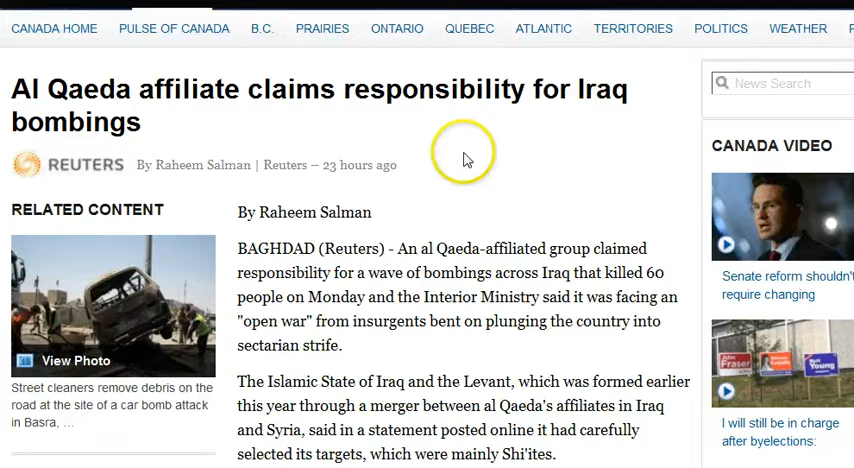 CANADA HOME PULSE OF CANADA B.C. PRAIRIES ONTARIO QUEBEC ATLANTIC TERRITORIES POLITICS WEATHER
Al Qaeda affiliate claims responsibility for Iraq
bombings
REUTERS By Raheem Salman | Reuters – 23 hours ago
RELATED CONTENT
View Photo
Street cleaners remove debris on the
road at the site of a car bomb attack
in Basra, ...
By Raheem Salman
BAGHDAD (Reuters) - An al Qaeda-affiliated group claimed
responsibility for a wave of bombings across Iraq that killed 60
people on Monday and the Interior Ministry said it was facing an
"open war" from insurgents bent on plunging the country into
sectarian strife.
The Islamic State of Iraq and the Levant, which was formed earlier
this year through a merger between al Qaeda's affiliates in Iraq
and Syria, said in a statement posted online it had carefully
selected its targets, which were mainly Shi'ites.
News Search
CANADA VIDEO
Senate reform shouldn't
require changing
John
Fraser
Young
I will still be in charge
after byelections: